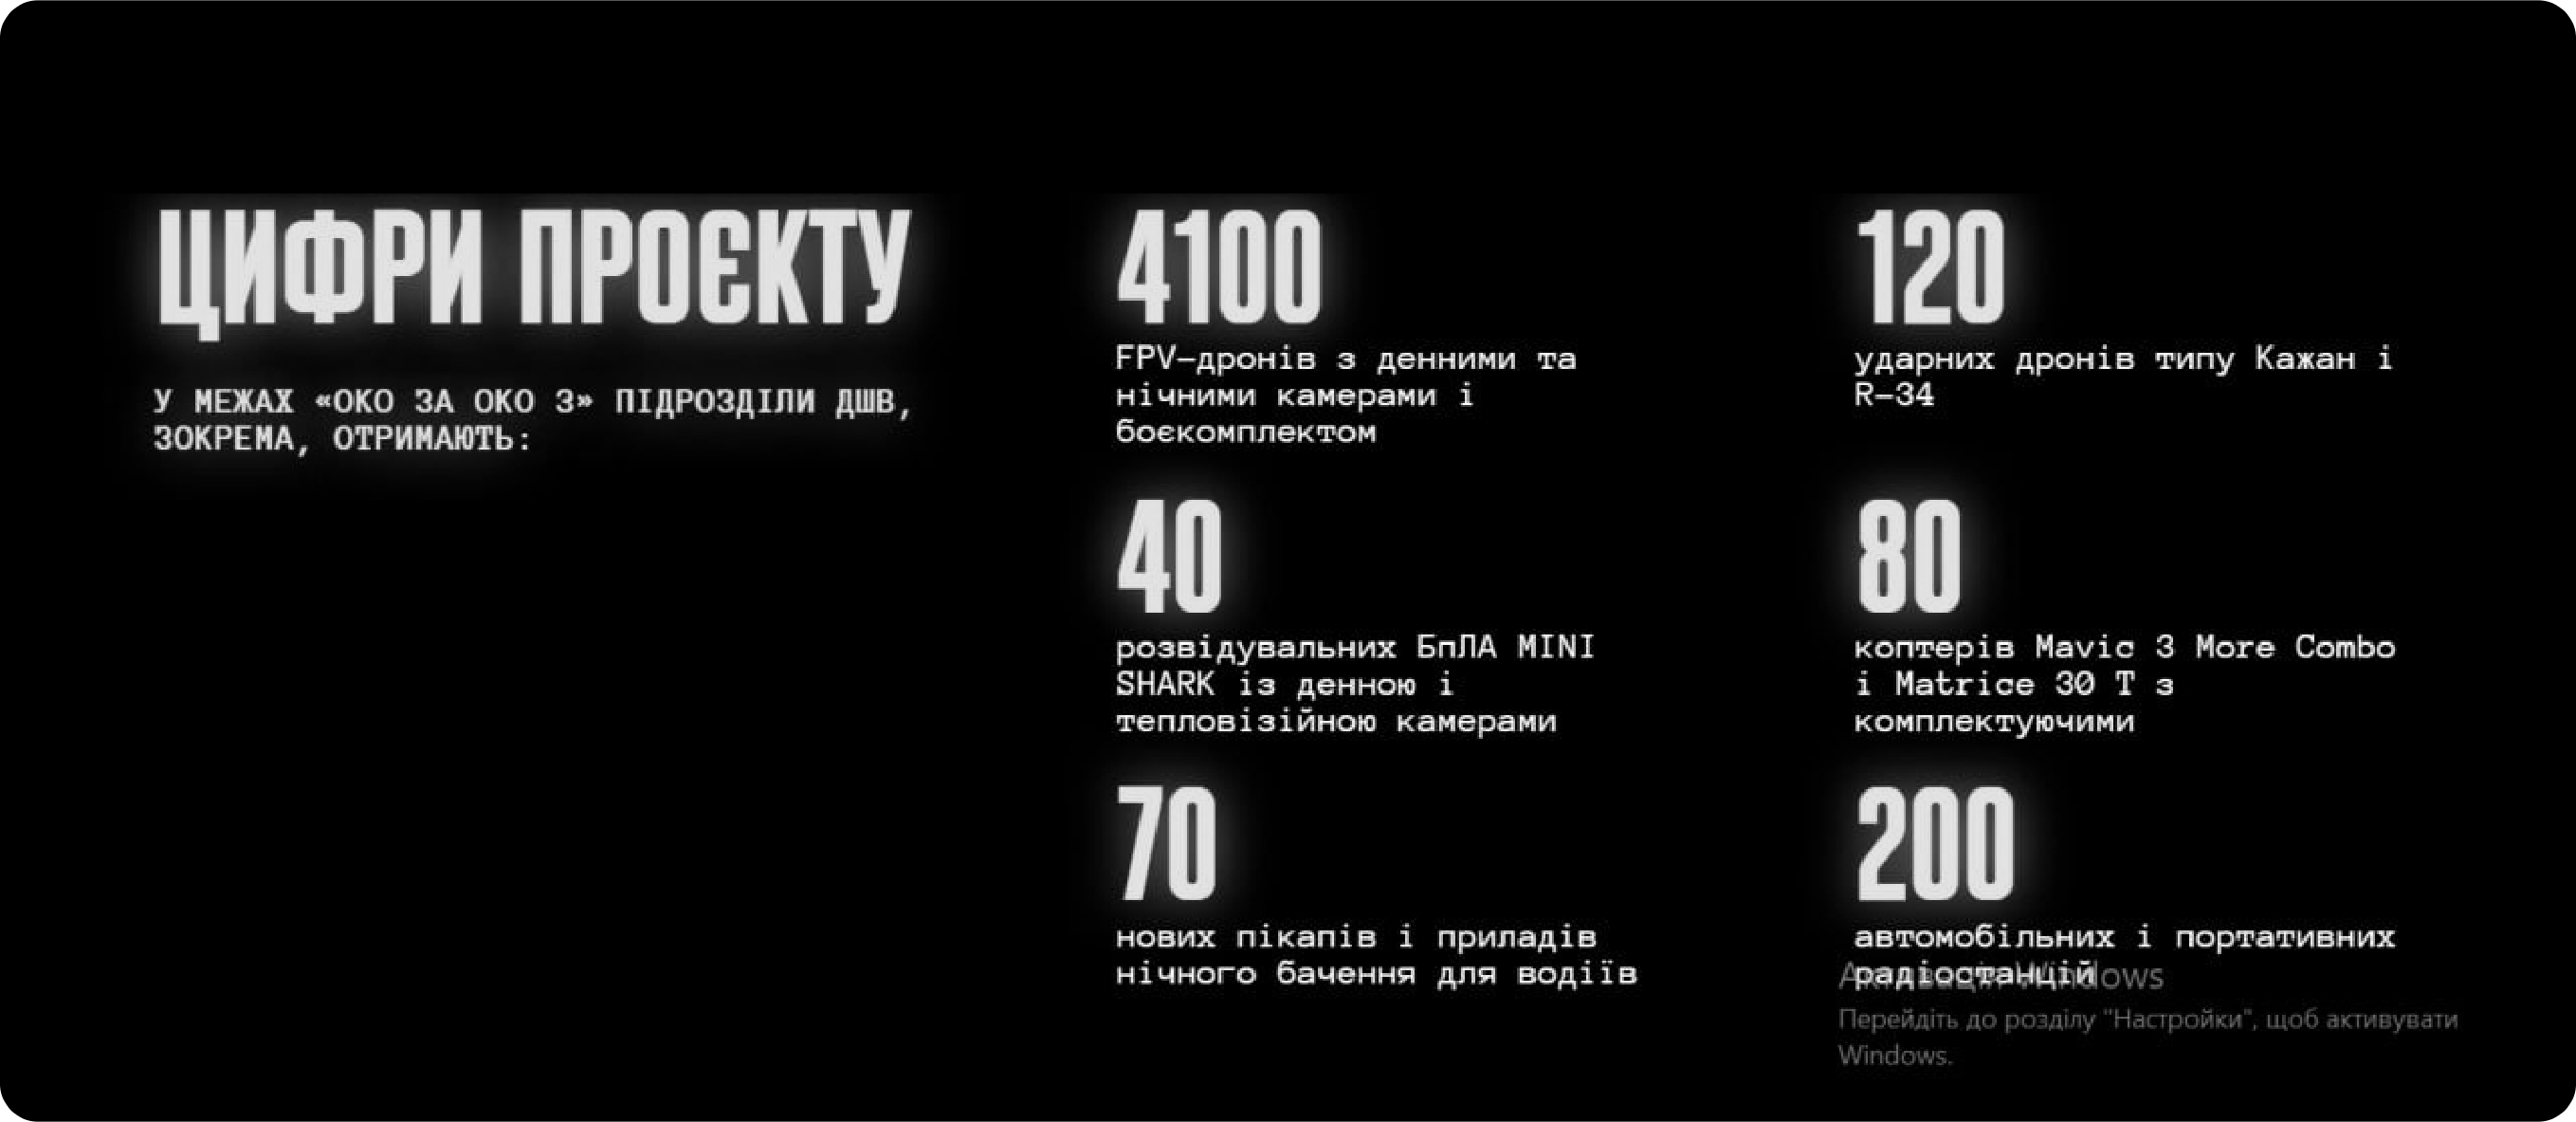 ЦИФРИ ПРОЄКТУ
У МЕЖАХ «ОКО ЗА ОКО 3» ПІДРОЗДІЛИ ДШВ,
ЗОКРЕМА, ОТРИМАЮТЬ:
4100
FPV–дронів з денними та
нічними камерами і
боєкомплектом
120
ударних дронів типу Кажан і
R–34
40
розвідувальних БпЛА MINI
SHARK із денною і
тепловізійною камерами
80
коптерів Mavic 3 More Combo
і Matrice 30 T з
комплектуючими
70
нових пікапів і приладів
нічного бачення для водіїв
200
автомобільних і портативних
радіостанцій
Активація Windows
Перейдіть до розділу "Настройки", щоб активувати
Windows.